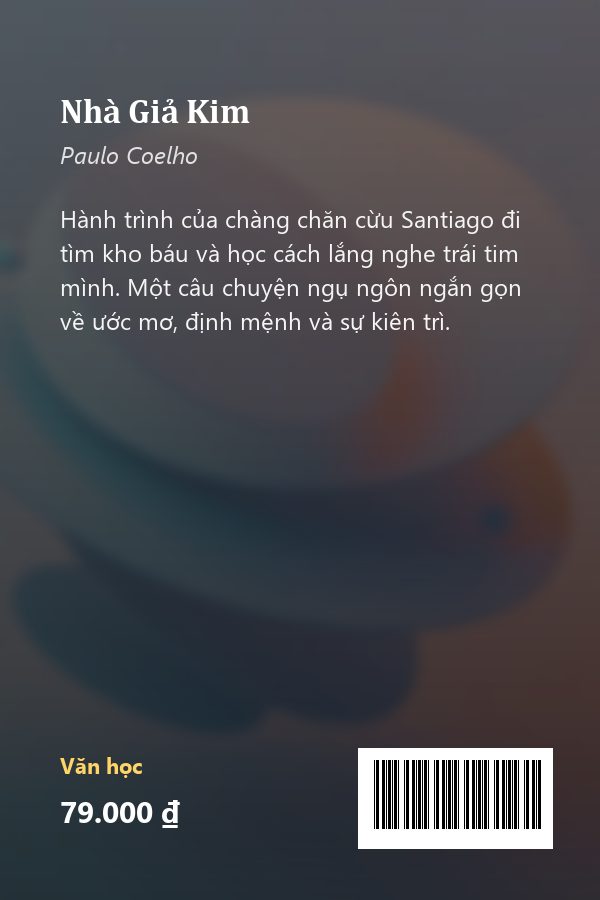 Nhà Giả Kim
Paulo Coelho
Hành trình của chàng chăn cừu Santiago đi
tìm kho báu và học cách lắng nghe trái tim
mình. Một câu chuyện ngụ ngôn ngắn gọn
về ước mơ, định mệnh và sự kiên trì.
Văn học
79.000 ₫